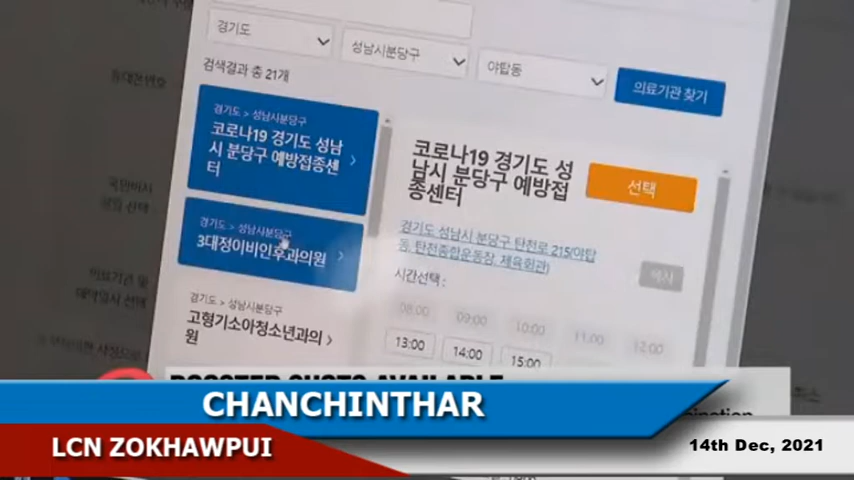 경기도
성남시분당구
야탑동
의료기관 찾기
검색결과 총 21개
경기도 > 성남시분당구
코로나19 경기도 성남
시 분당구 예방접종센
터
경기도 > 성남시분당구
3대정이비인후과의원
경기도 > 성남시분당구
고형기소아청소년과의
원
코로나19 경기도 성
남시 분당구 예방접
종센터
선택
경기도 성남시 분당구 탄천로 215(야탑
동, 탄천종합운동장, 체육회관)
시간선택 :
08:00 09:00 10:00 11:00 12:00
13:00 14:00 15:00
BOOSTER SHOTS AVAILABLE
CHANCHINTHAR
LCN ZOKHAWPUI
14th Dec, 2021